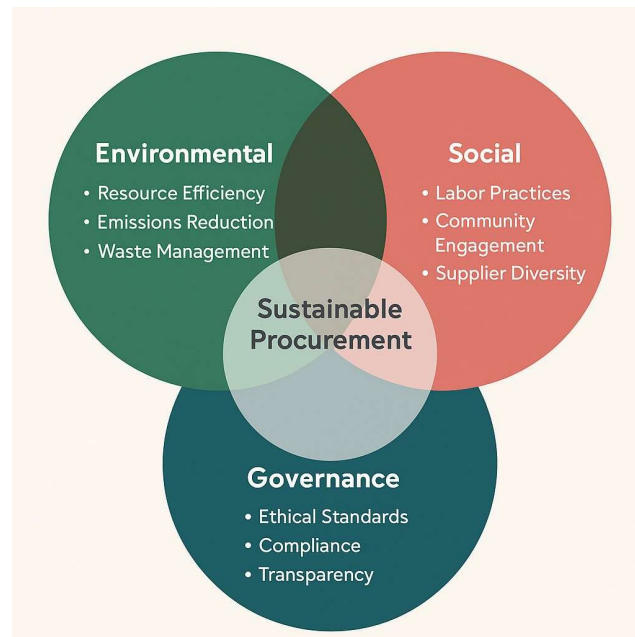 Environmental
• Resource Efficiency
• Emissions Reduction
• Waste Management
Social
• Labor Practices
• Community
Engagement
• Supplier Diversity
Sustainable
Procurement
Governance
• Ethical Standards
• Compliance
• Transparency